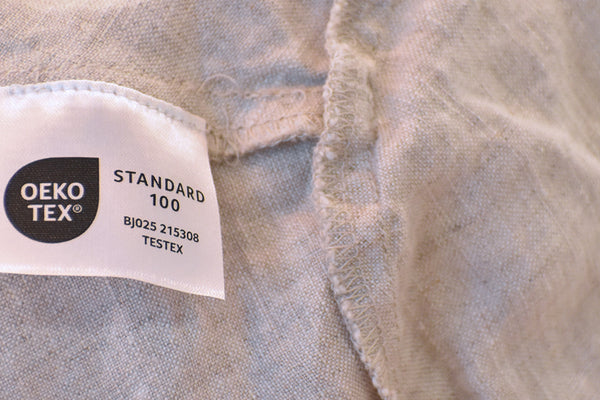 OEKO
TEX®
STANDARD
100
BJ025 215308
TESTEX